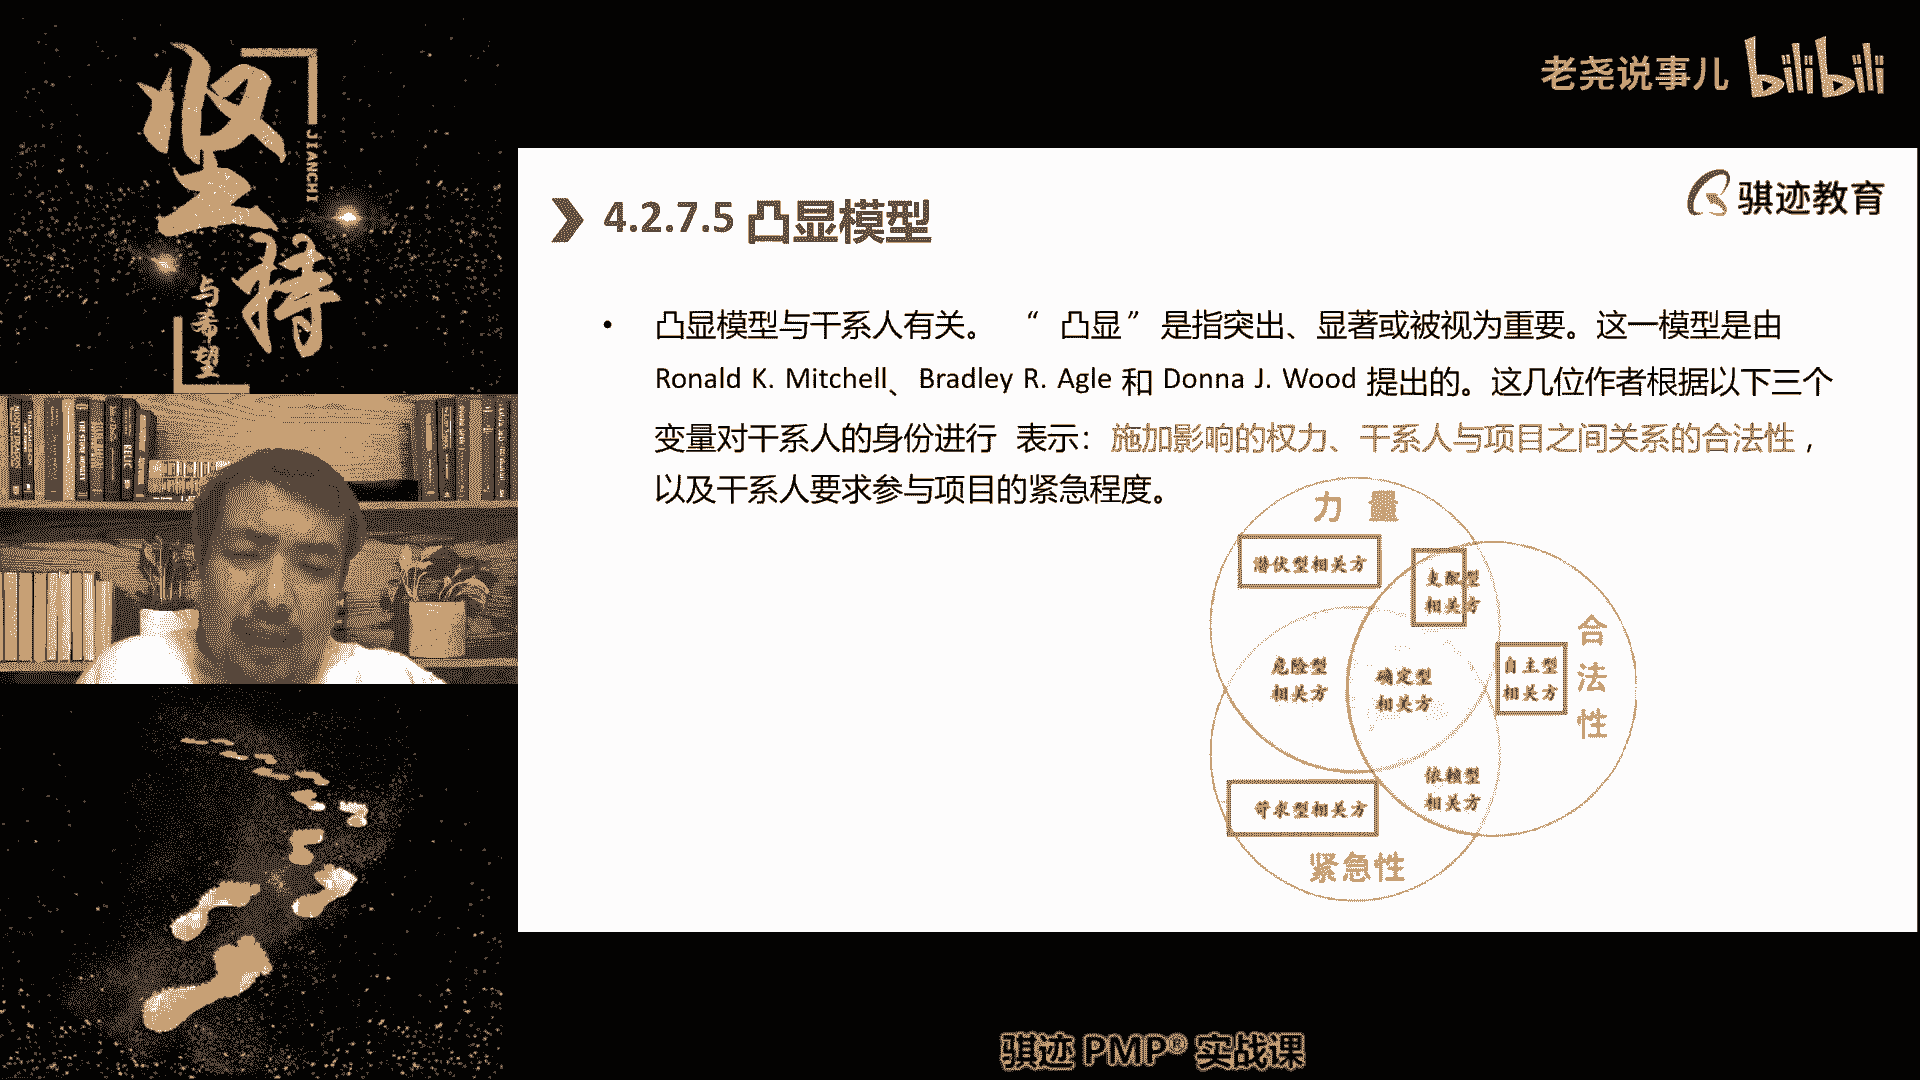 坚持
JIANCHI
与希望
老尧说事儿 bilibili
骐迹教育
4.2.7.5 凸显模型
• 凸显模型与干系人有关。 “ 凸显 ” 是指突出、显著或被视为重要。这一模型是由
Ronald K. Mitchell、Bradley R. Agle 和 Donna J. Wood 提出的。这几位作者根据以下三个
变量对干系人的身份进行 表示：施加影响的权力、干系人与项目之间关系的合法性，
以及干系人要求参与项目的紧急程度。
力 量
潜伏型相关方
支配型
相关方
合法性
自主型
相关方
危险型
相关方
确定型
相关方
依赖型
相关方
苛求型相关方
紧急性
骐迹 PMP® 实战课